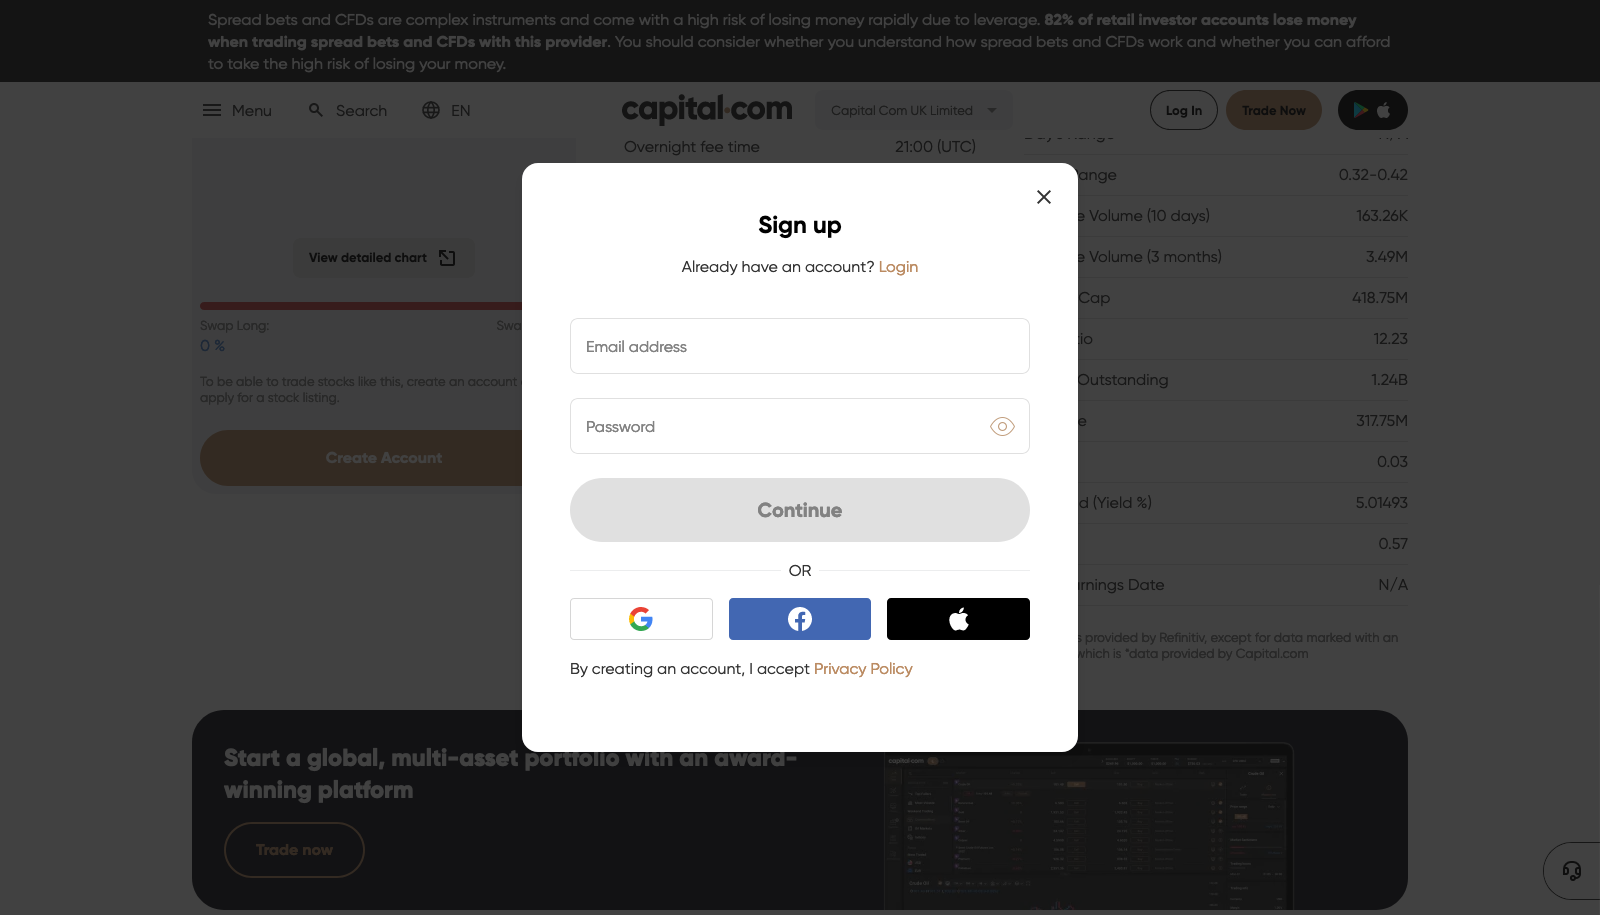 Spread bets and CFDs are complex instruments and come with a high risk of losing money rapidly due to leverage. 82% of retail investor accounts lose money
when trading spread bets and CFDs with this provider. You should consider whether you understand how spread bets and CFDs work and whether you can afford
to take the high risk of losing your money.
Menu
Search
EN
capital.com
Capital Com UK Limited
Log In
Trade Now
Overnight fee time 21:00 (UTC)
ange 0.32-0.42
e Volume (10 days) 163.26K
e Volume (3 months) 3.49M
Cap 418.75M
tio 12.23
Outstanding 1.24B
e 317.75M
0.03
d (Yield %) 5.01493
0.57
rnings Date N/A
s provided by Refinitiv, except for data marked with an
which is *data provided by Capital.com
View detailed chart
Swap Long: Swa
0 %
To be able to trade stocks like this, create an account
apply for a stock listing.
Create Account
Sign up
Already have an account? Login
Email address
Password
Continue
OR
By creating an account, I accept Privacy Policy
Start a global, multi-asset portfolio with an award-
winning platform
Trade now
capital.com